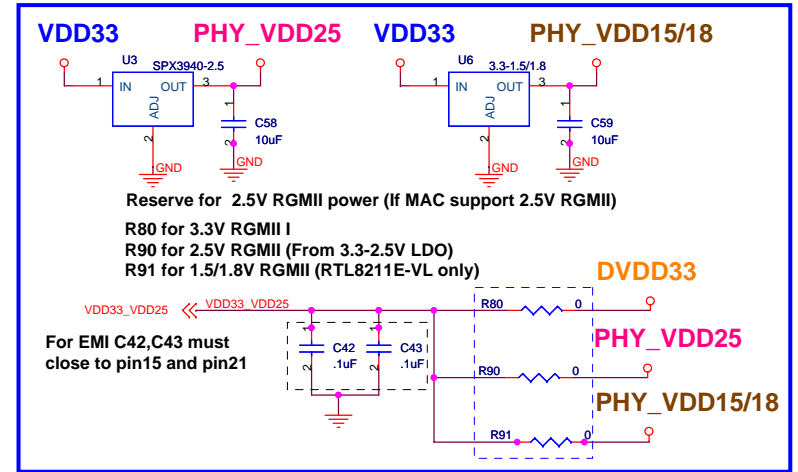 VDD33
PHY_VDD25
VDD33
PHY_VDD15/18
U3
SPX3940-2.5
U6
3.3-1.5/1.8
1
IN
OUT
3
1
IN
OUT
3
ADJ
ADJ
1
C58
1
C59
2
10uF
2
10uF
2
2
GND
GND
GND
GND
Reserve for 2.5V RGMII power (If MAC support 2.5V RGMII)
R80 for 3.3V RGMII I
R90 for 2.5V RGMII (From 3.3-2.5V LDO)
R91 for 1.5/1.8V RGMII (RTL8211E-VL only)
DVDD33
VDD33_VDD25
VDD33_VDD25
R80
0
For EMI C42,C43 must
close to pin15 and pin21
1
C42
1
C43
PHY_VDD25
2
.1uF
2
.1uF
R90
0
PHY_VDD15/18
R91
0